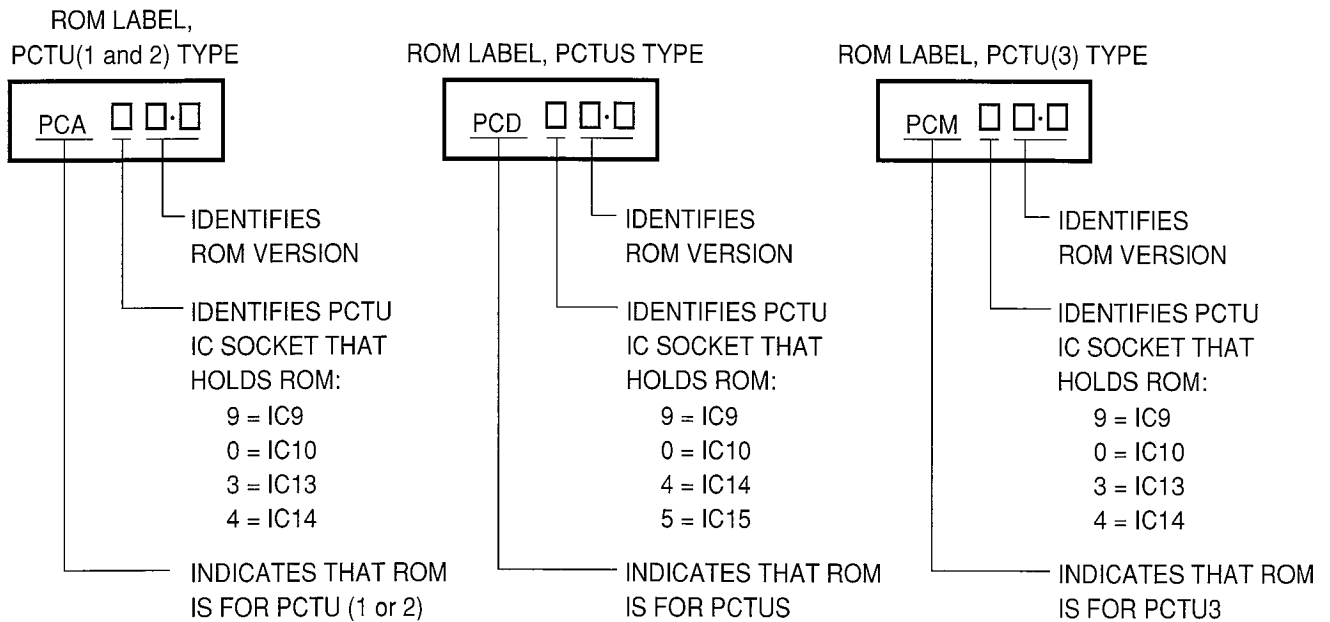 ROM LABEL,
PCTU(1 and 2) TYPE
PCA □ □·□
IDENTIFIES
ROM VERSION
IDENTIFIES PCTU
IC SOCKET THAT
HOLDS ROM:
9 = IC9
0 = IC10
3 = IC13
4 = IC14
INDICATES THAT ROM
IS FOR PCTU (1 or 2)
ROM LABEL, PCTUS TYPE
PCD □ □·□
IDENTIFIES
ROM VERSION
IDENTIFIES PCTU
IC SOCKET THAT
HOLDS ROM:
9 = IC9
0 = IC10
4 = IC14
5 = IC15
INDICATES THAT ROM
IS FOR PCTUS
ROM LABEL, PCTU(3) TYPE
PCM □ □·□
IDENTIFIES
ROM VERSION
IDENTIFIES PCTU
IC SOCKET THAT
HOLDS ROM:
9 = IC9
0 = IC10
3 = IC13
4 = IC14
INDICATES THAT ROM
IS FOR PCTU3